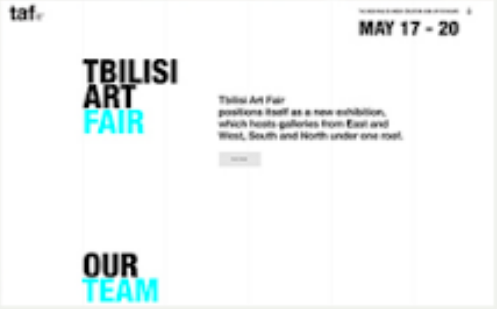 taf
MAY 17 - 20
TBILISI
ART
FAIR
Tbilisi Art Fair
positions itself as a new exhibition,
which hosts galleries from East and
West, South and North under one roof.
OUR
TEAM